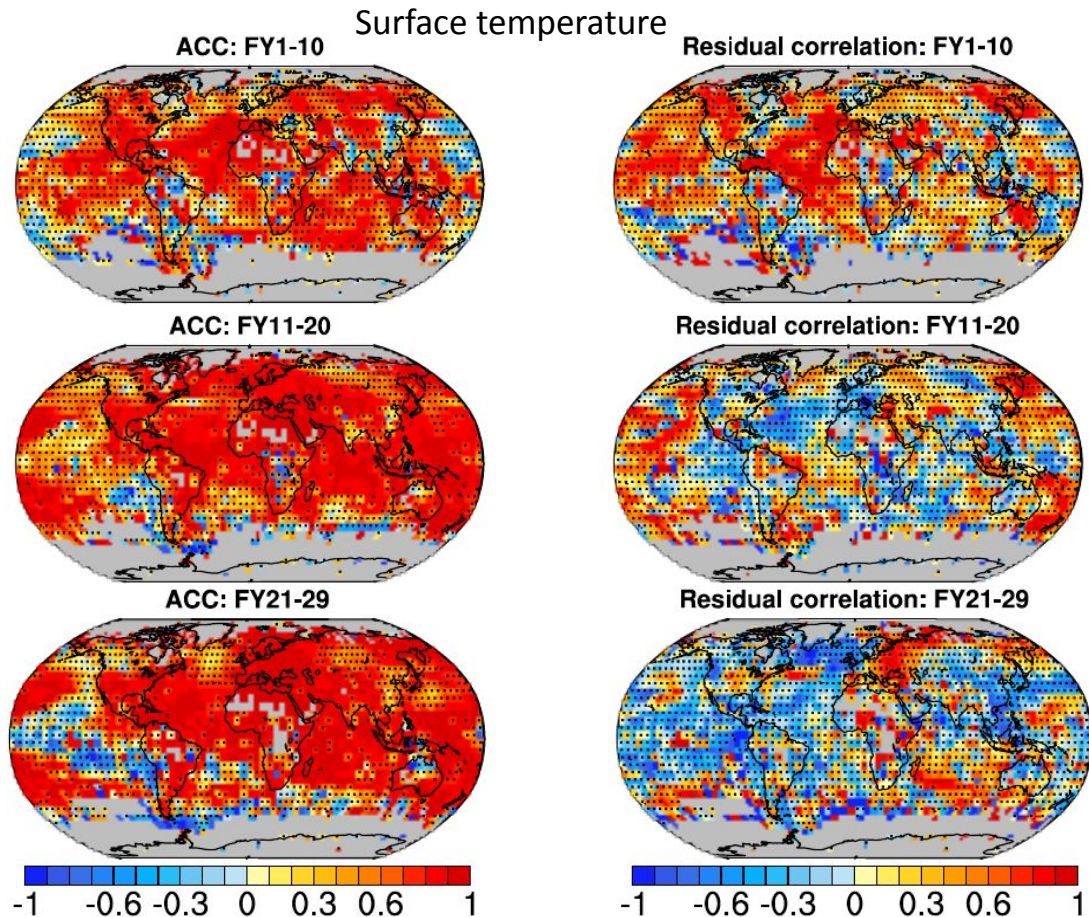 Surface temperature
ACC: FY1-10
Residual correlation: FY1-10
ACC: FY11-20
Residual correlation: FY11-20
ACC: FY21-29
Residual correlation: FY21-29
-1 -0.6 -0.3 0 0.3 0.6 1
-1 -0.6 -0.3 0 0.3 0.6 1